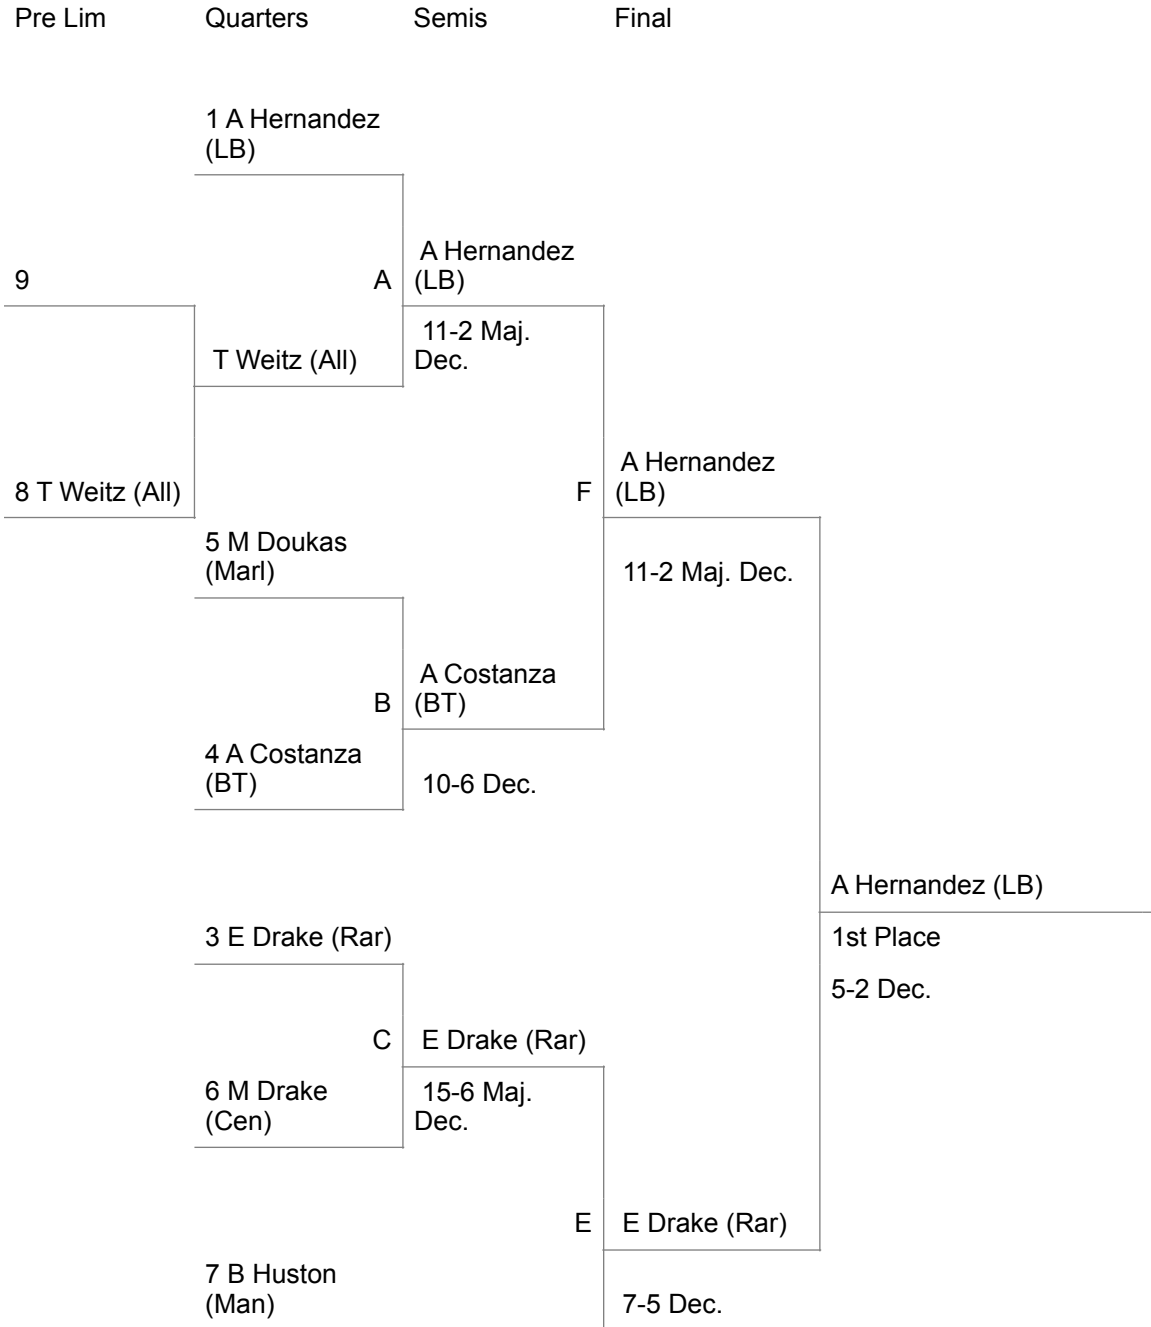 Pre Lim Quarters Semis Final
1 A Hernandez
(LB)
A Hernandez
9 A (LB)
11-2 Maj.
T Weitz (All) Dec.
A Hernandez
8 T Weitz (All) F (LB)
5 M Doukas
(Marl) 11-2 Maj. Dec.
A Costanza
B (BT)
4 A Costanza
(BT) 10-6 Dec.
A Hernandez (LB)
3 E Drake (Rar) 1st Place
5-2 Dec.
C E Drake (Rar)
6 M Drake 15-6 Maj.
(Cen) Dec.
E E Drake (Rar)
7 B Huston
(Man) 7-5 Dec.